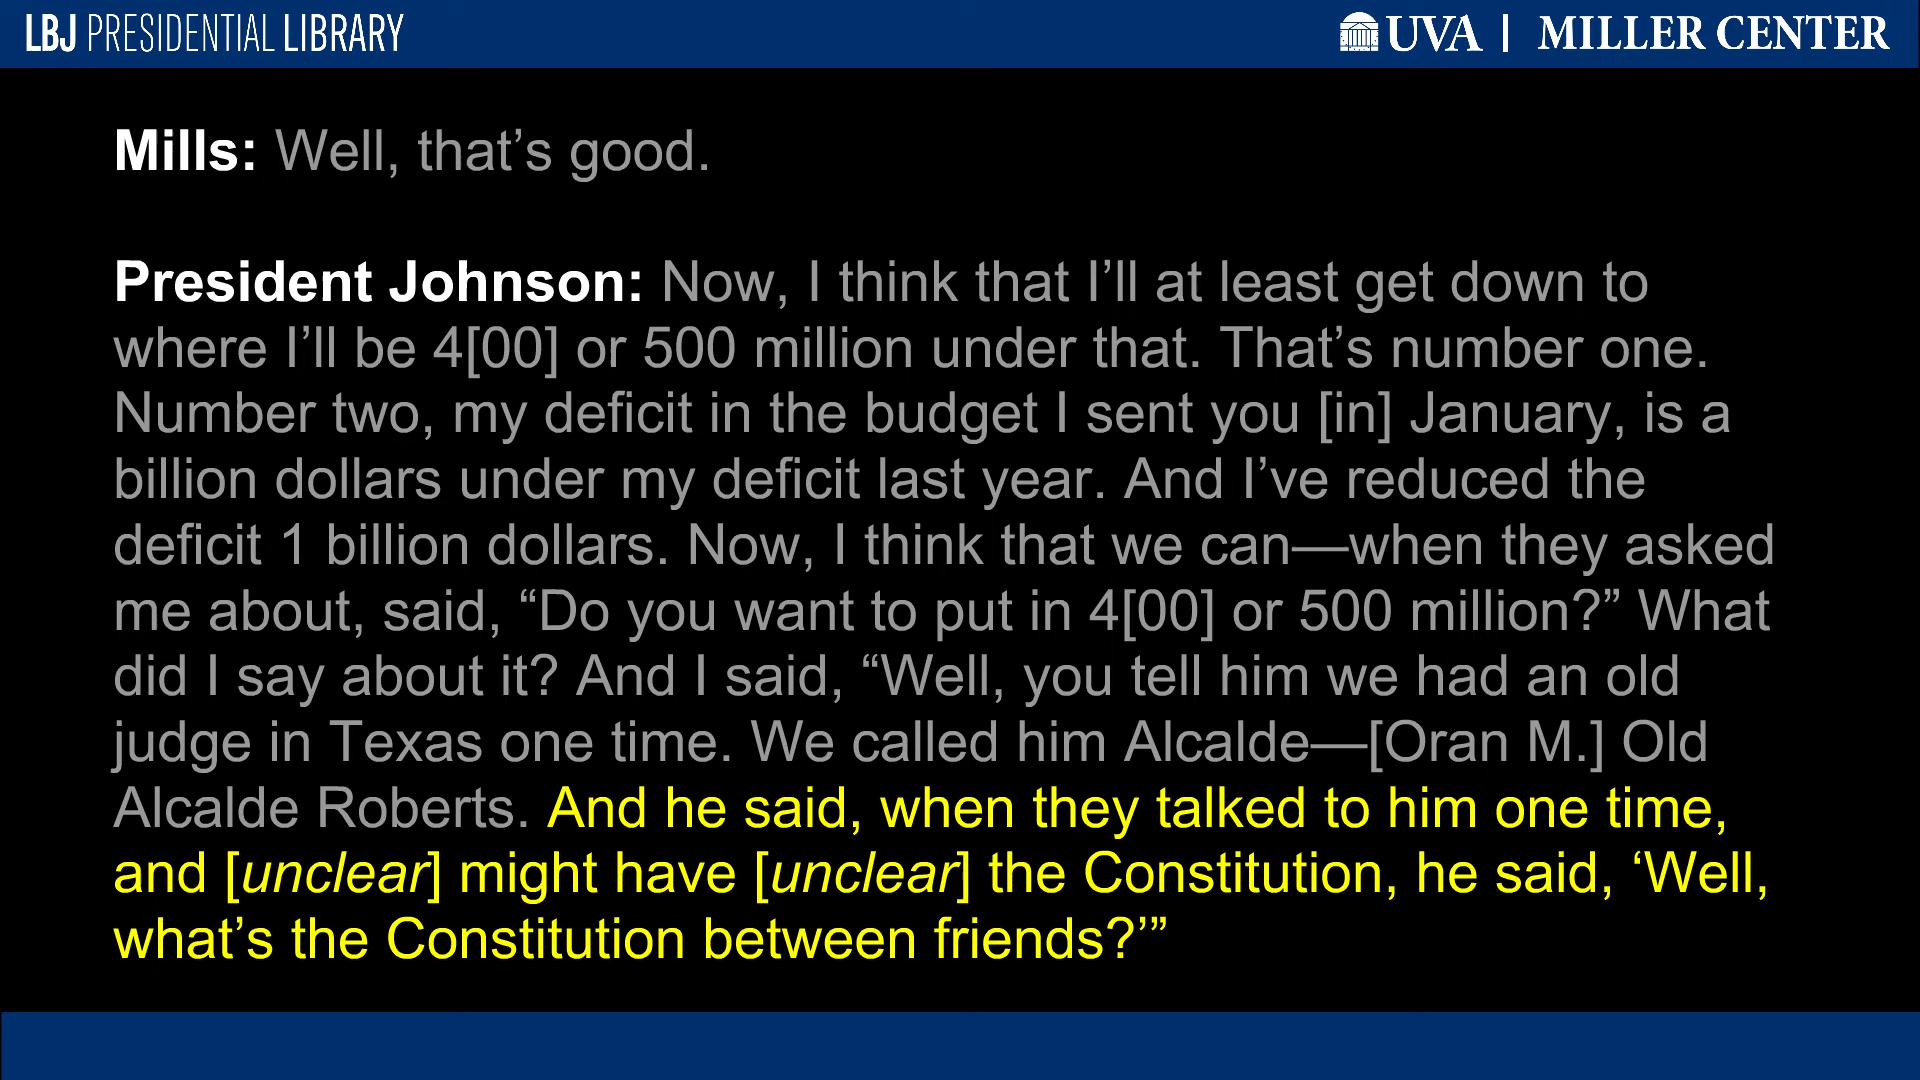 LBJ PRESIDENTIAL LIBRARY
UVA | MILLER CENTER
Mills: Well, that’s good.
President Johnson: Now, I think that I’ll at least get down to
where I’ll be 4[00] or 500 million under that. That’s number one.
Number two, my deficit in the budget I sent you [in] January, is a
billion dollars under my deficit last year. And I’ve reduced the
deficit 1 billion dollars. Now, I think that we can—when they asked
me about, said, “Do you want to put in 4[00] or 500 million?” What
did I say about it? And I said, “Well, you tell him we had an old
judge in Texas one time. We called him Alcalde—[Oran M.] Old
Alcalde Roberts. And he said, when they talked to him one time,
and [unclear] might have [unclear] the Constitution, he said, ‘Well,
what’s the Constitution between friends?’”